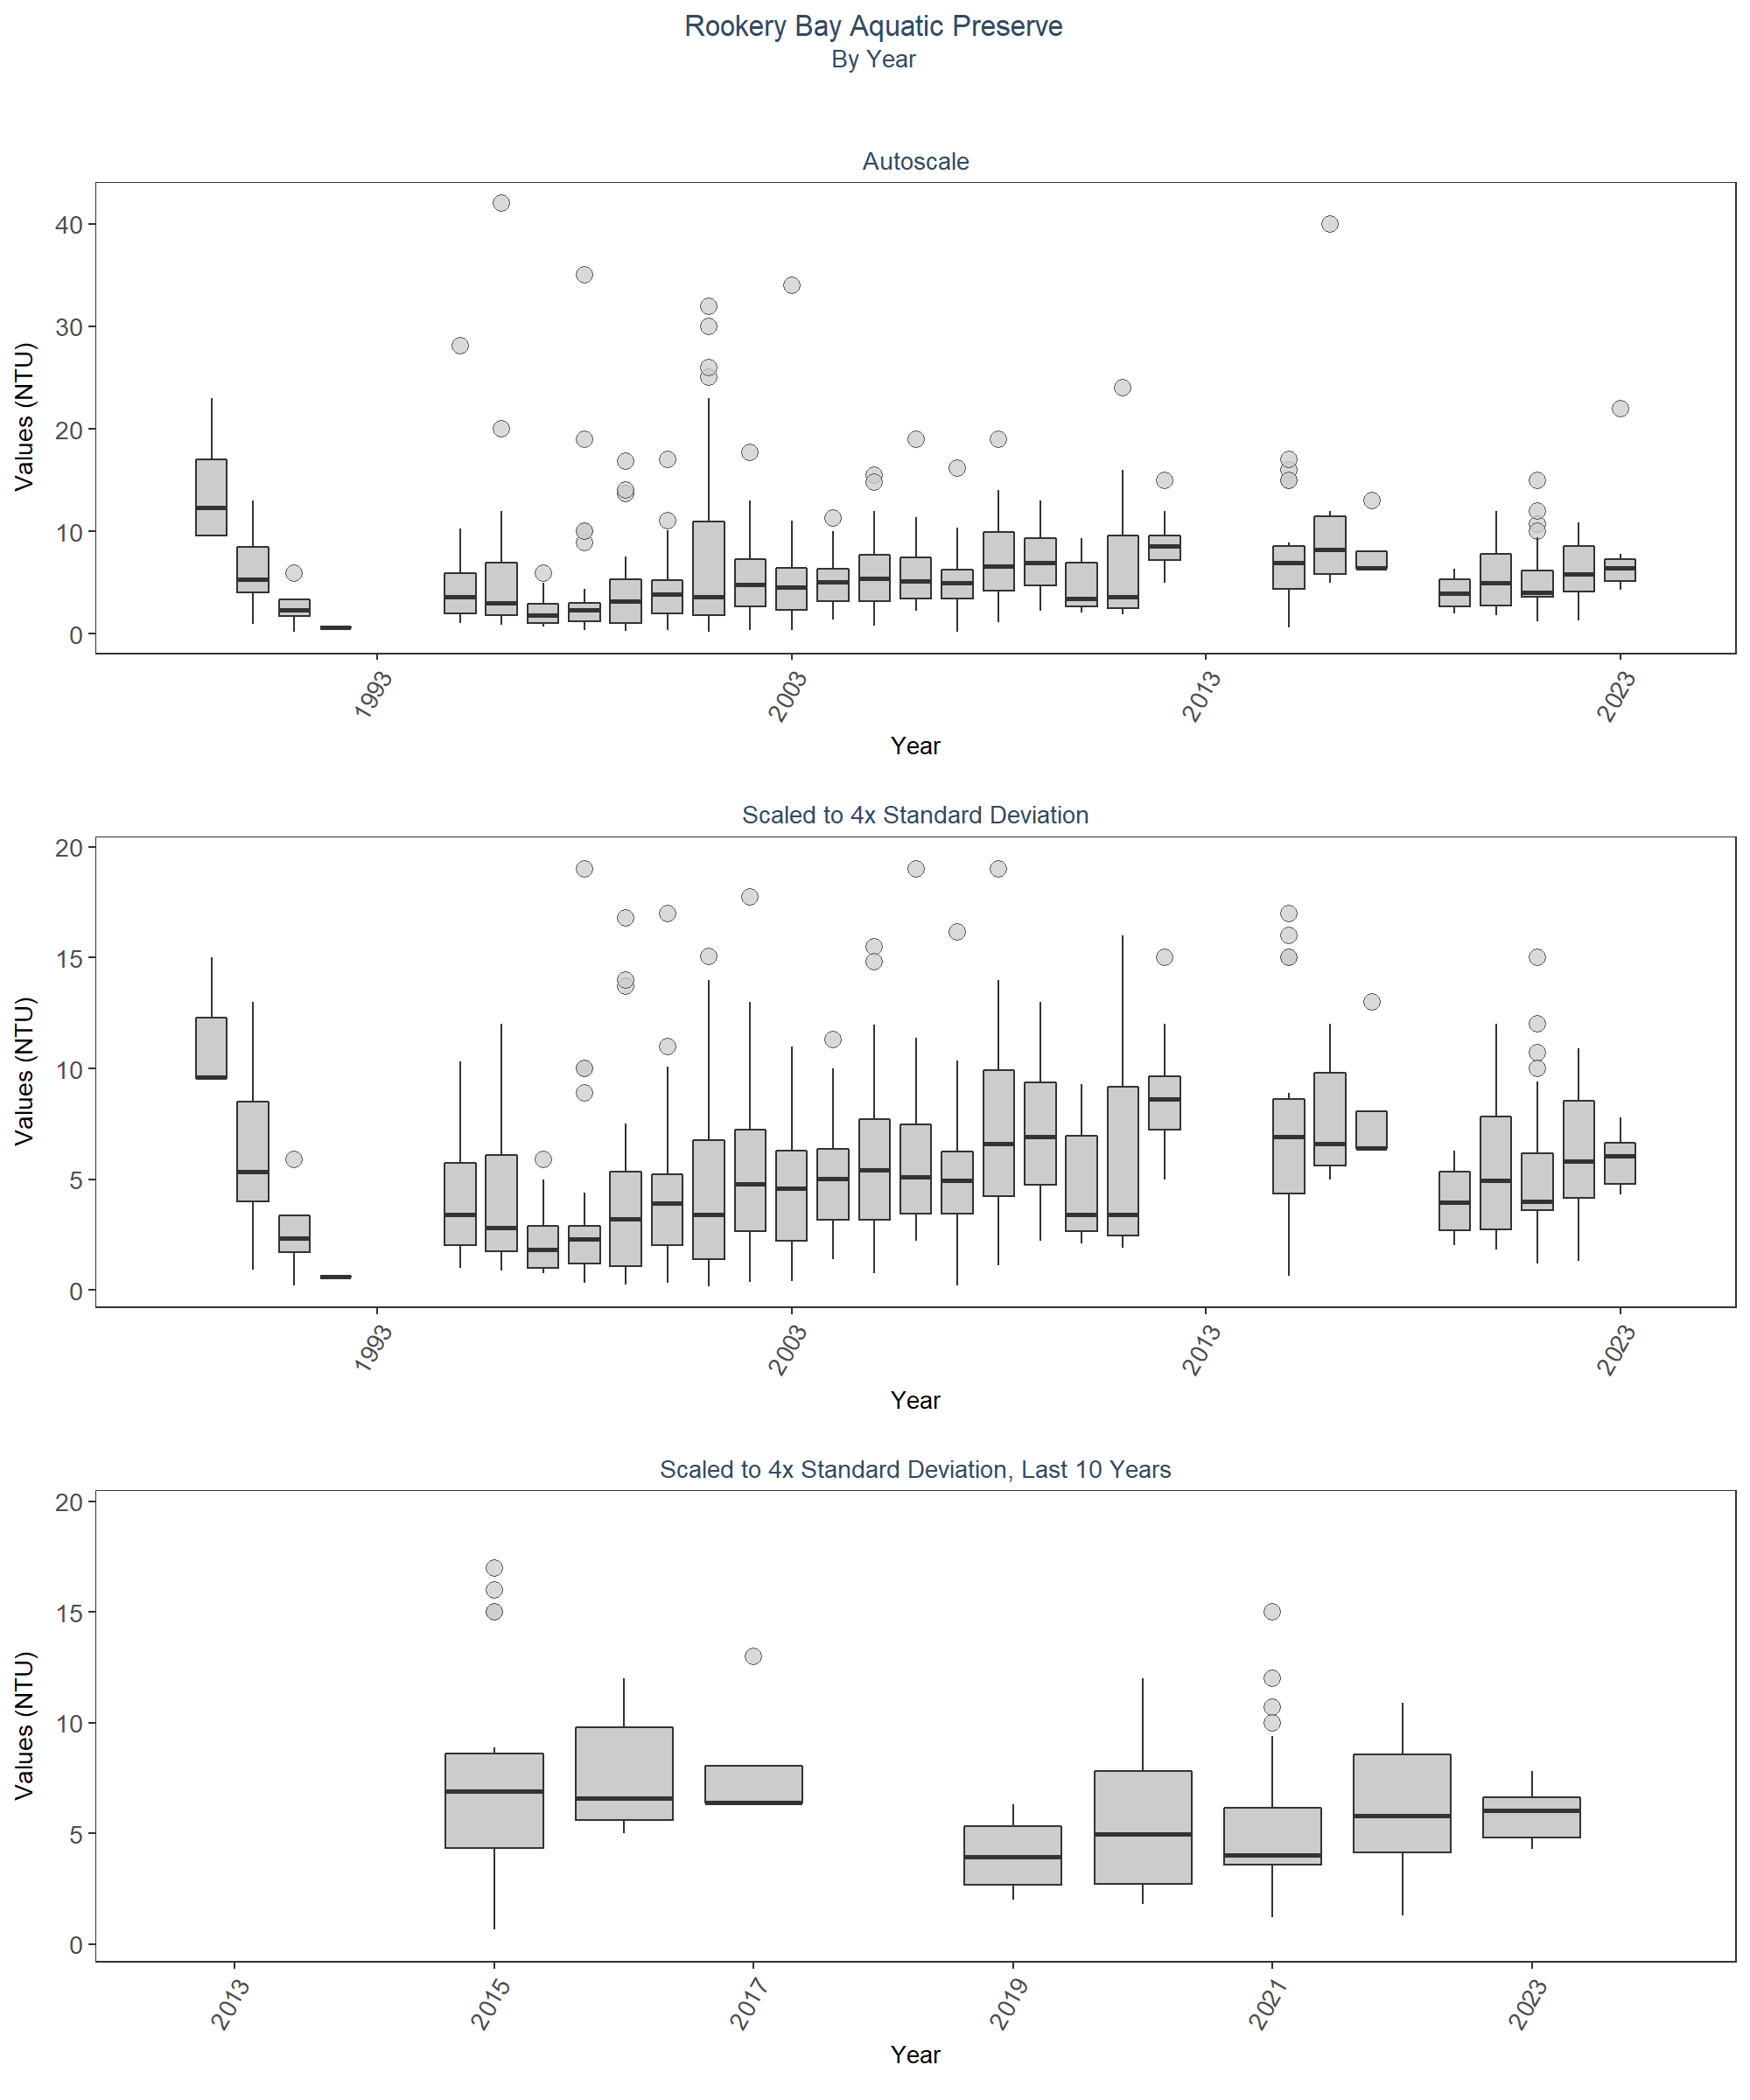 Rookery Bay Aquatic Preserve
By Year
Autoscale
Values (NTU)
40
30
20
10
0
1993
2003
2013
2023
Year
Scaled to 4x Standard Deviation
Values (NTU)
20
15
10
5
0
1993
2003
2013
2023
Year
Scaled to 4x Standard Deviation, Last 10 Years
Values (NTU)
20
15
10
5
0
2013
2015
2017
2019
2021
2023
Year